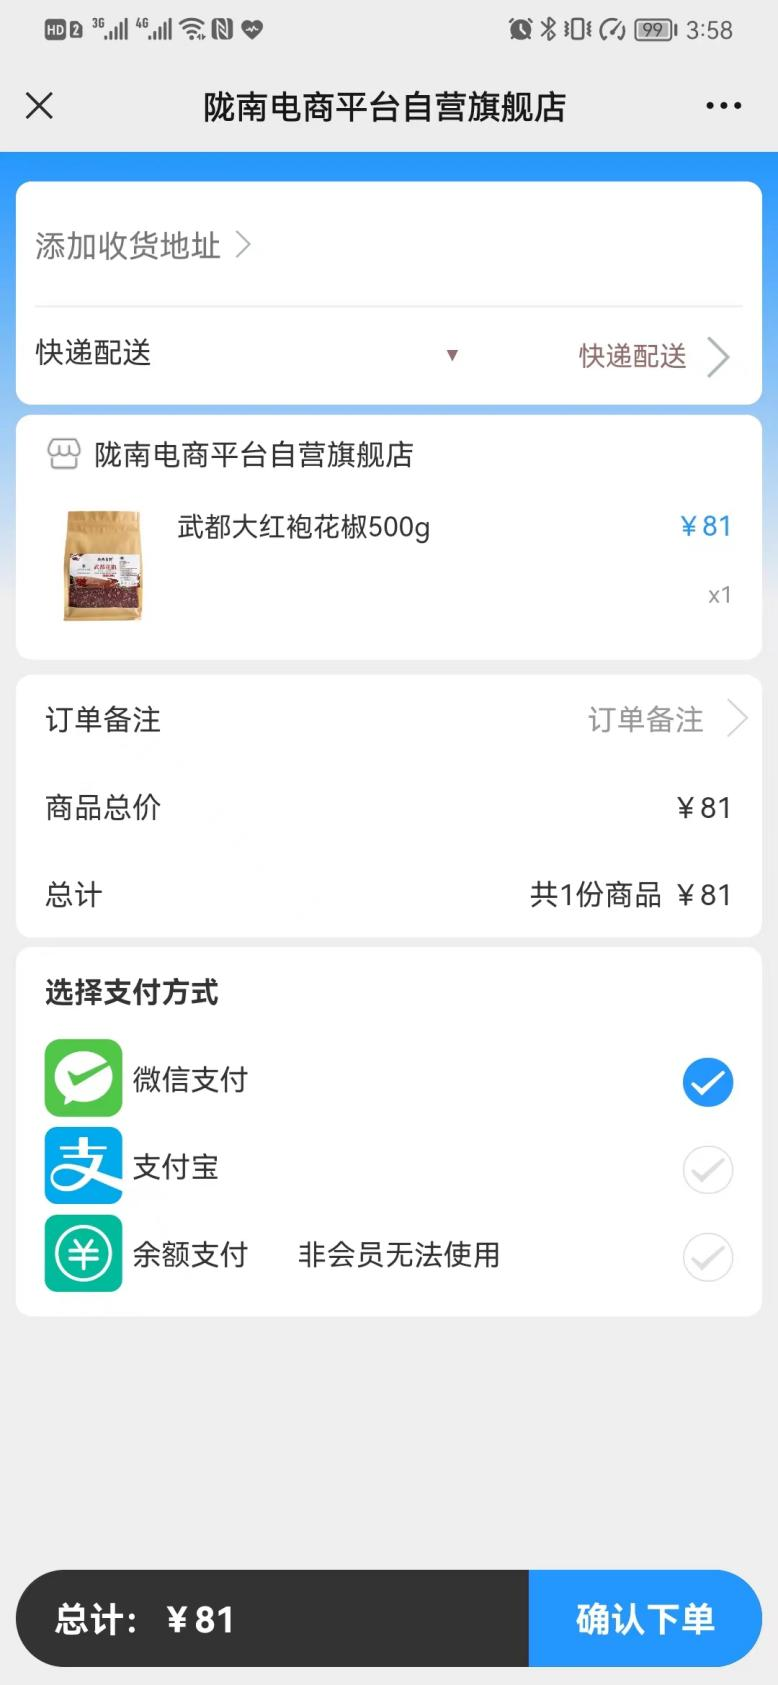 HD 2 3G 4G 99 3:58
陇南电商平台自营旗舰店
添加收货地址
快递配送 快递配送
陇南电商平台自营旗舰店
武都大红袍花椒500g ￥81
x1
订单备注 订单备注
商品总价 ￥81
总计 共1份商品 ￥81
选择支付方式
微信支付
支付宝
余额支付 非会员无法使用
总计： ￥81 确认下单